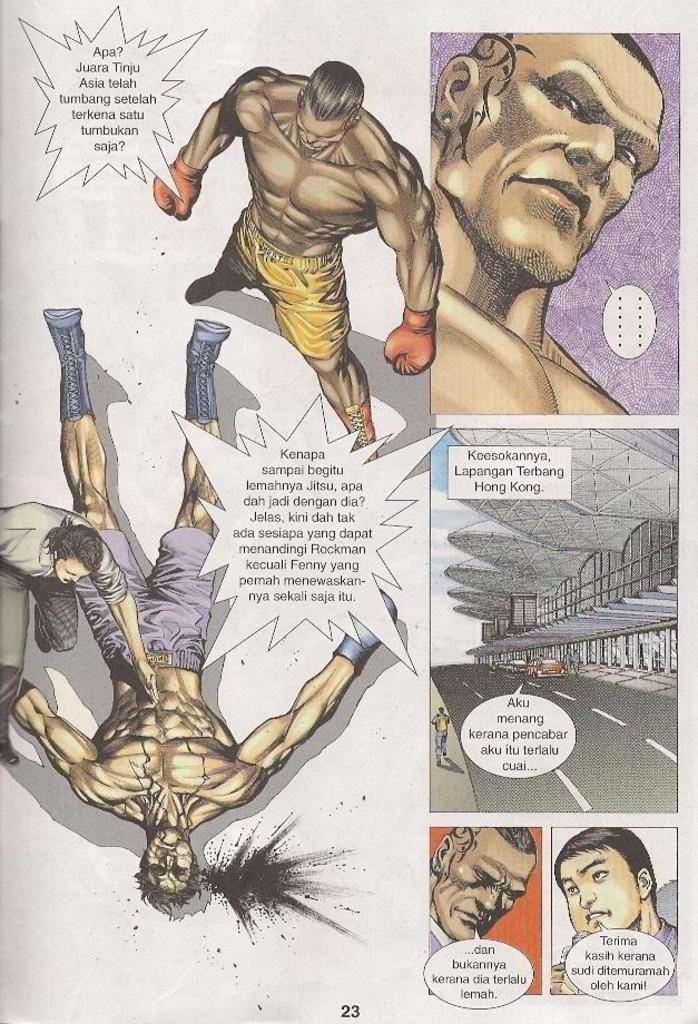 Apa?
Juara Tinju
Asia telah
tumbang setelah
terkena satu
tumbukan
saja?
Kenapa
sampai begitu
lemahnya Jitsu, apa
dah jadi dengan dia?
Jelas, kini dah tak
ada sesiapa yang dapat
menandingi Rockman
kecuali Fenny yang
pernah menewaskan-
nya sekali saja itu.
Keesokannya,
Lapangan Terbang
Hong Kong.
Aku
menang
kerana pencabar
aku itu terlalu
cuai...
...dan
bukannya
kerana dia terlalu
lemah.
Terima
kasih kerana
sudi ditemuramah
oleh kami!
23